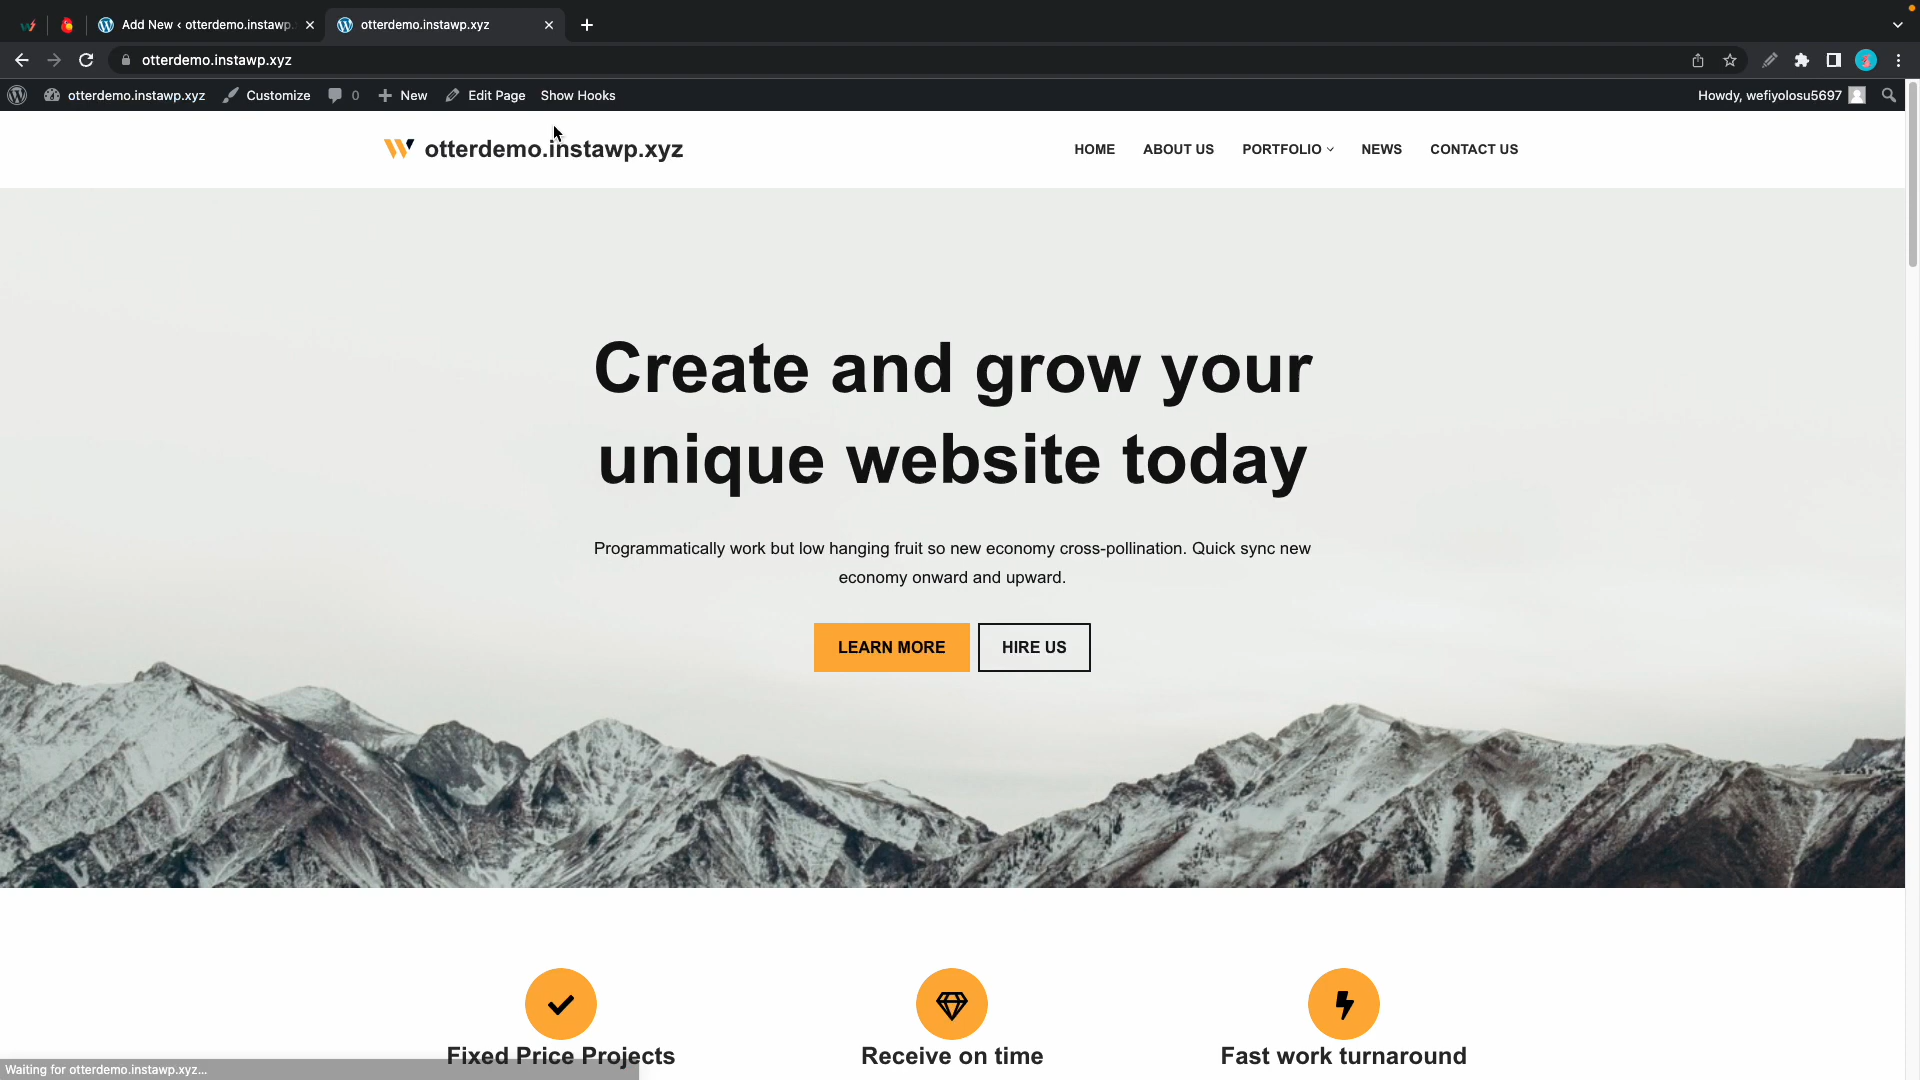 Add New ‹ otterdemo.instawp.
otterdemo.instawp.xyz
otterdemo.instawp.xyz
otterdemo.instawp.xyz
Customize
0
New
Edit Page
Show Hooks
Howdy, wefiyolosu5697
otterdemo.instawp.xyz
HOME
ABOUT US
PORTFOLIO
NEWS
CONTACT US
Create and grow your
unique website today
Programmatically work but low hanging fruit so new economy cross-pollination. Quick sync new
economy onward and upward.
LEARN MORE
HIRE US
Fixed Price Projects
Receive on time
Fast work turnaround
Waiting for otterdemo.instawp.xyz...